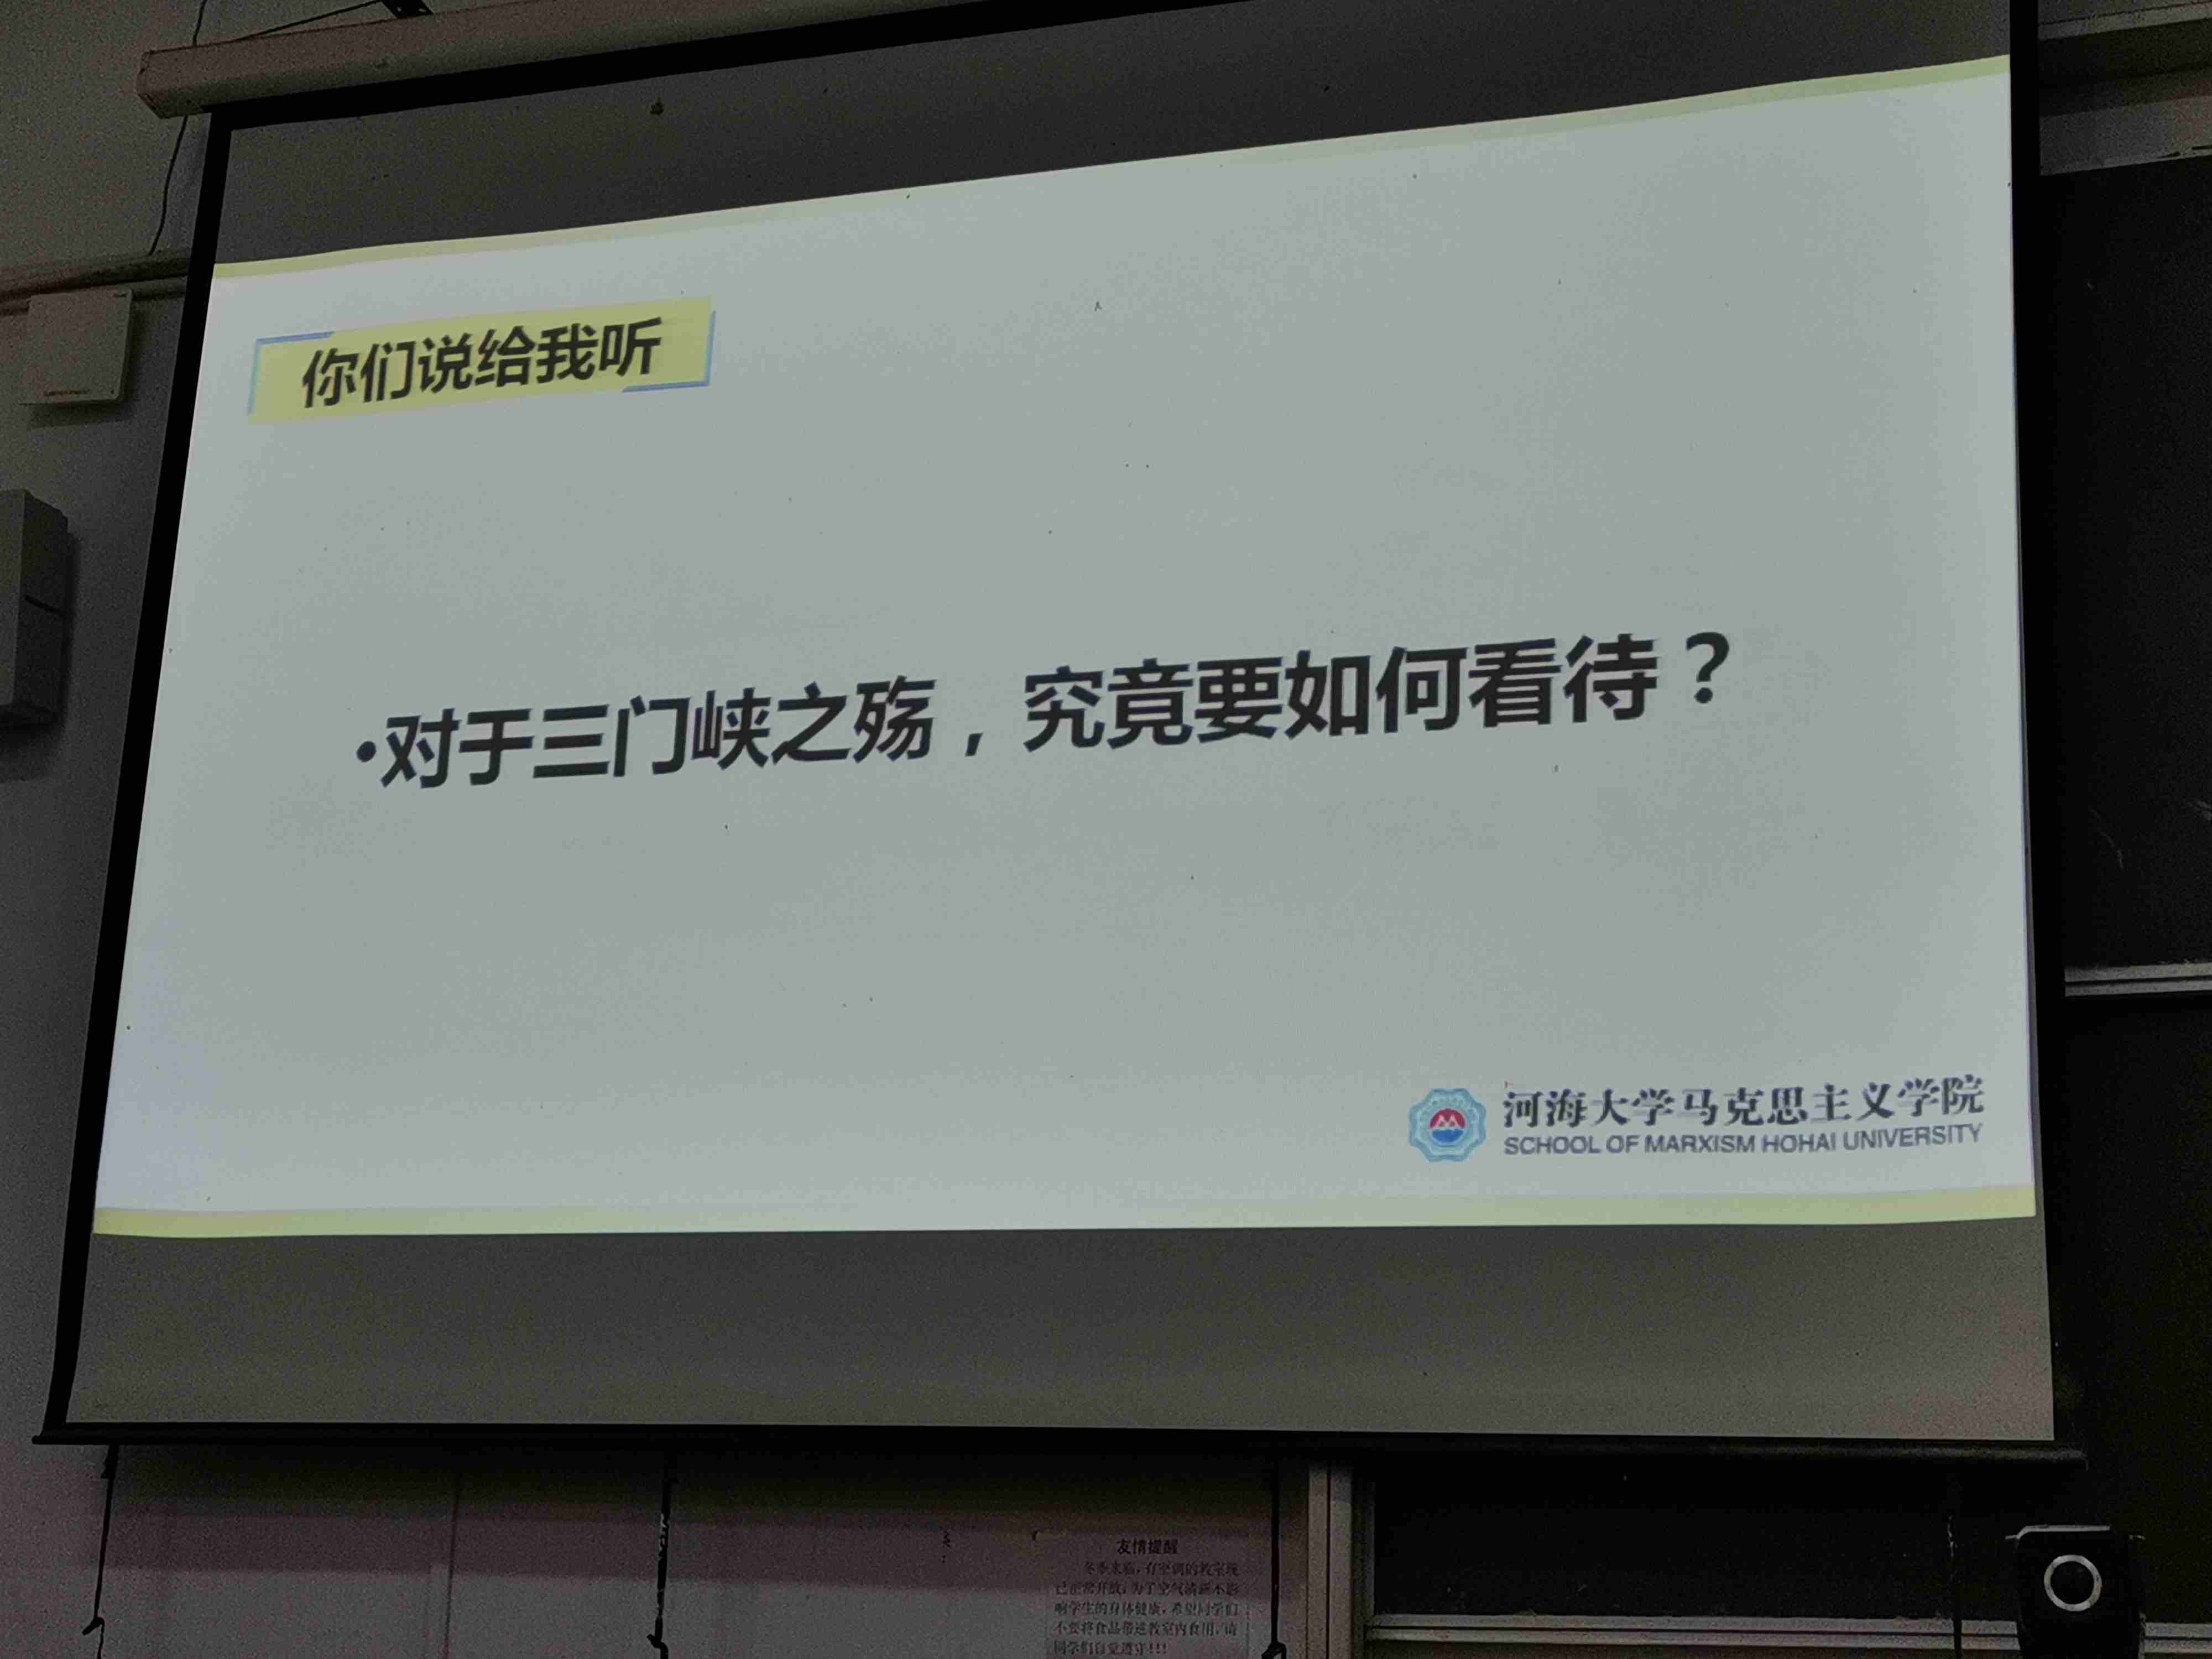 你们说给我听
•对于三门峡之殇，究竟要如何看待？
河海大学马克思主义学院
SCHOOL OF MARXISM HOHAI UNIVERSITY
友情提醒
冬季来临，有空调的教室现
已正常开放，为了空气清新不影
响学生的身体健康，希望同学们
不要将食品带进教室内食用，请
同学们自觉遵守！！！